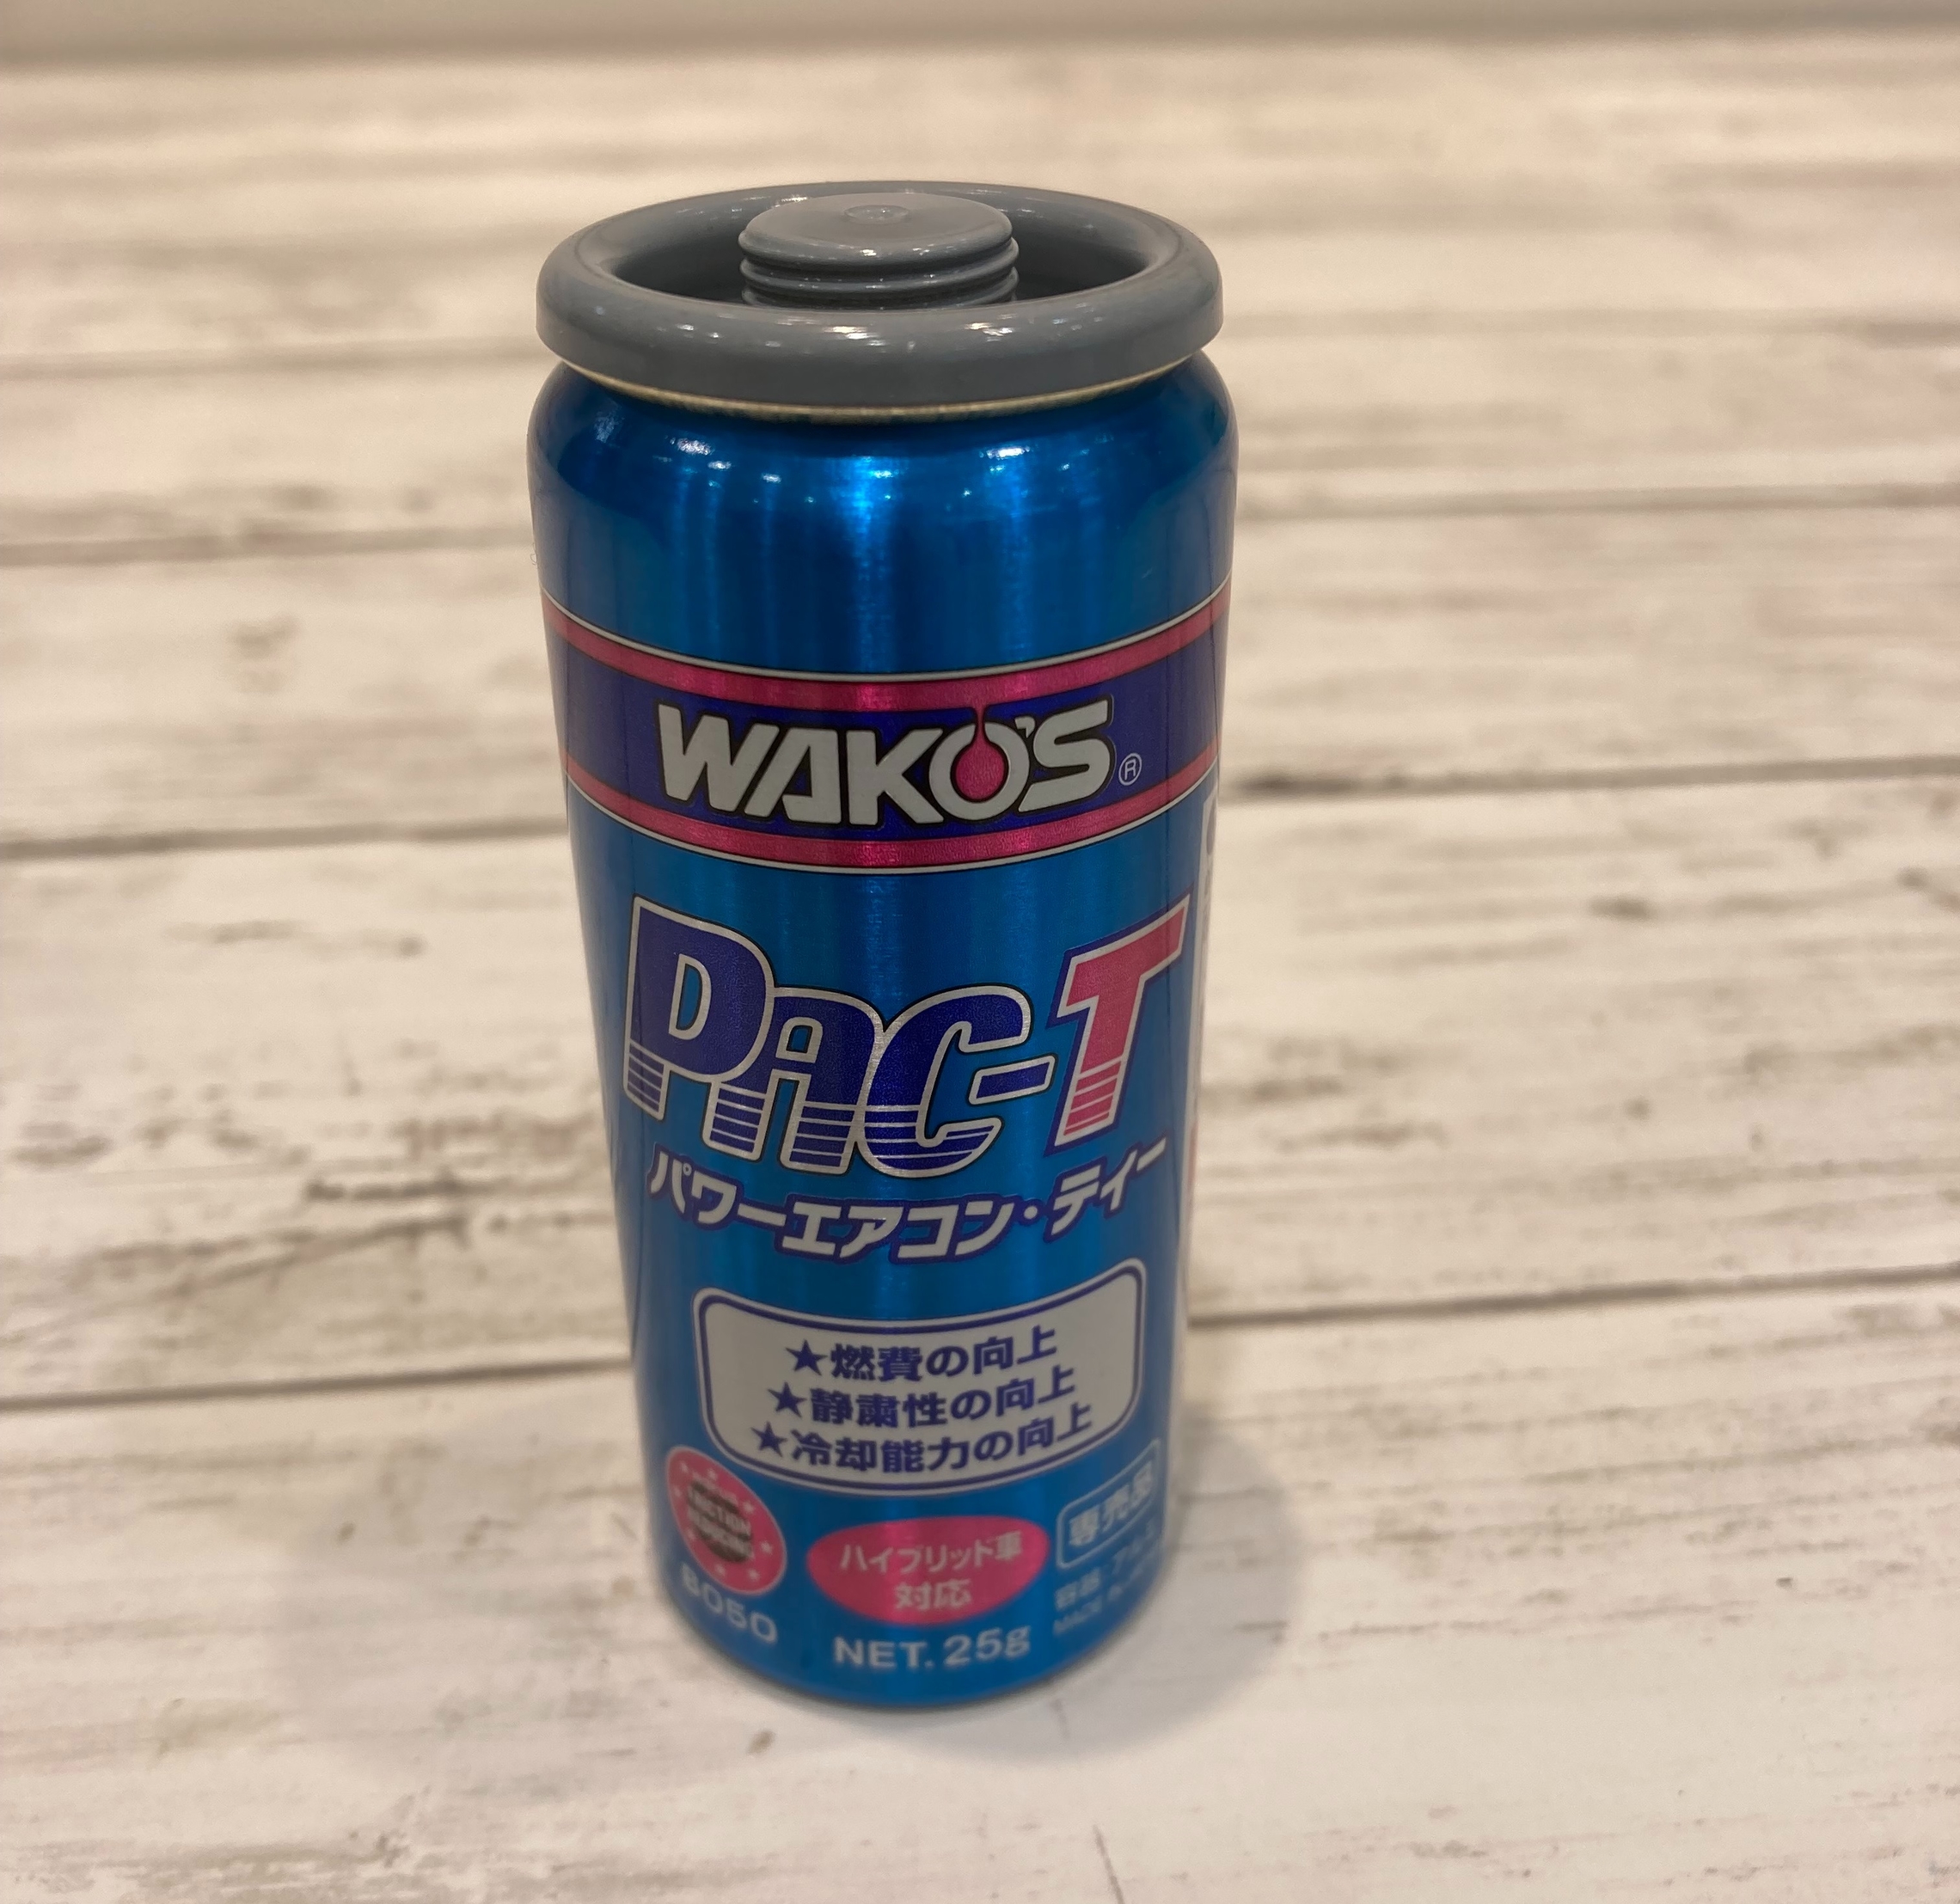 WAKO'S®
PAC-T
パワーエアコン・ティー
★燃費の向上
★静粛性の向上
★冷却能力の向上
専売品
ハイブリッド車
対応
NET.25g